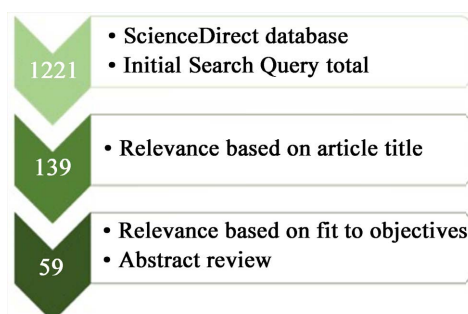 1221
• ScienceDirect database
• Initial Search Query total
139
• Relevance based on article title
59
• Relevance based on fit to objectives
• Abstract review